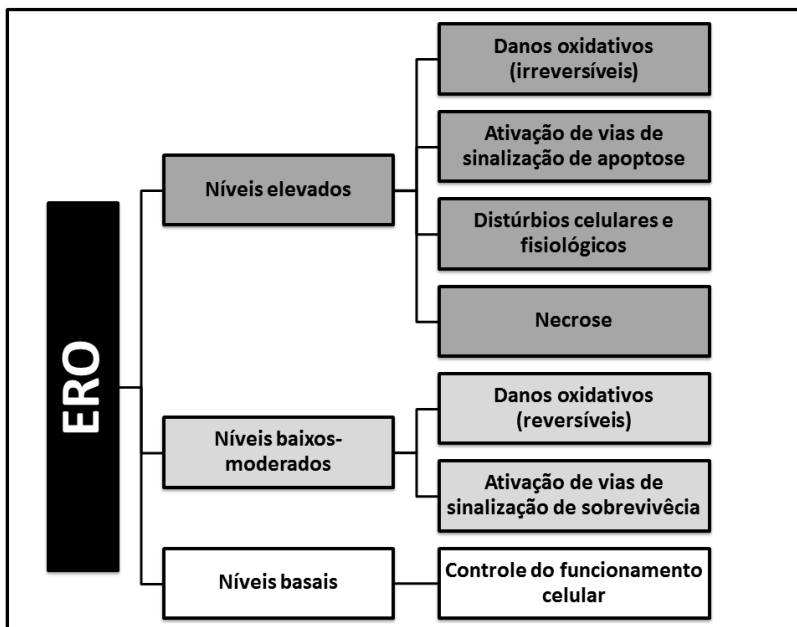 ERO
Níveis elevados
Danos oxidativos
(irreversíveis)
Ativação de vias de
sinalização de apoptose
Distúrbios celulares e
fisiológicos
Necrose
Níveis baixos-
moderados
Danos oxidativos
(reversíveis)
Ativação de vias de
sinalização de sobrevivêcia
Níveis basais
Controle do funcionamento
celular